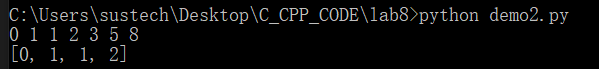 C:\Users\sustech\Desktop\C_CPP_CODE\lab8>python demo2.py
0 1 1 2 3 5 8
[0, 1, 1, 2]